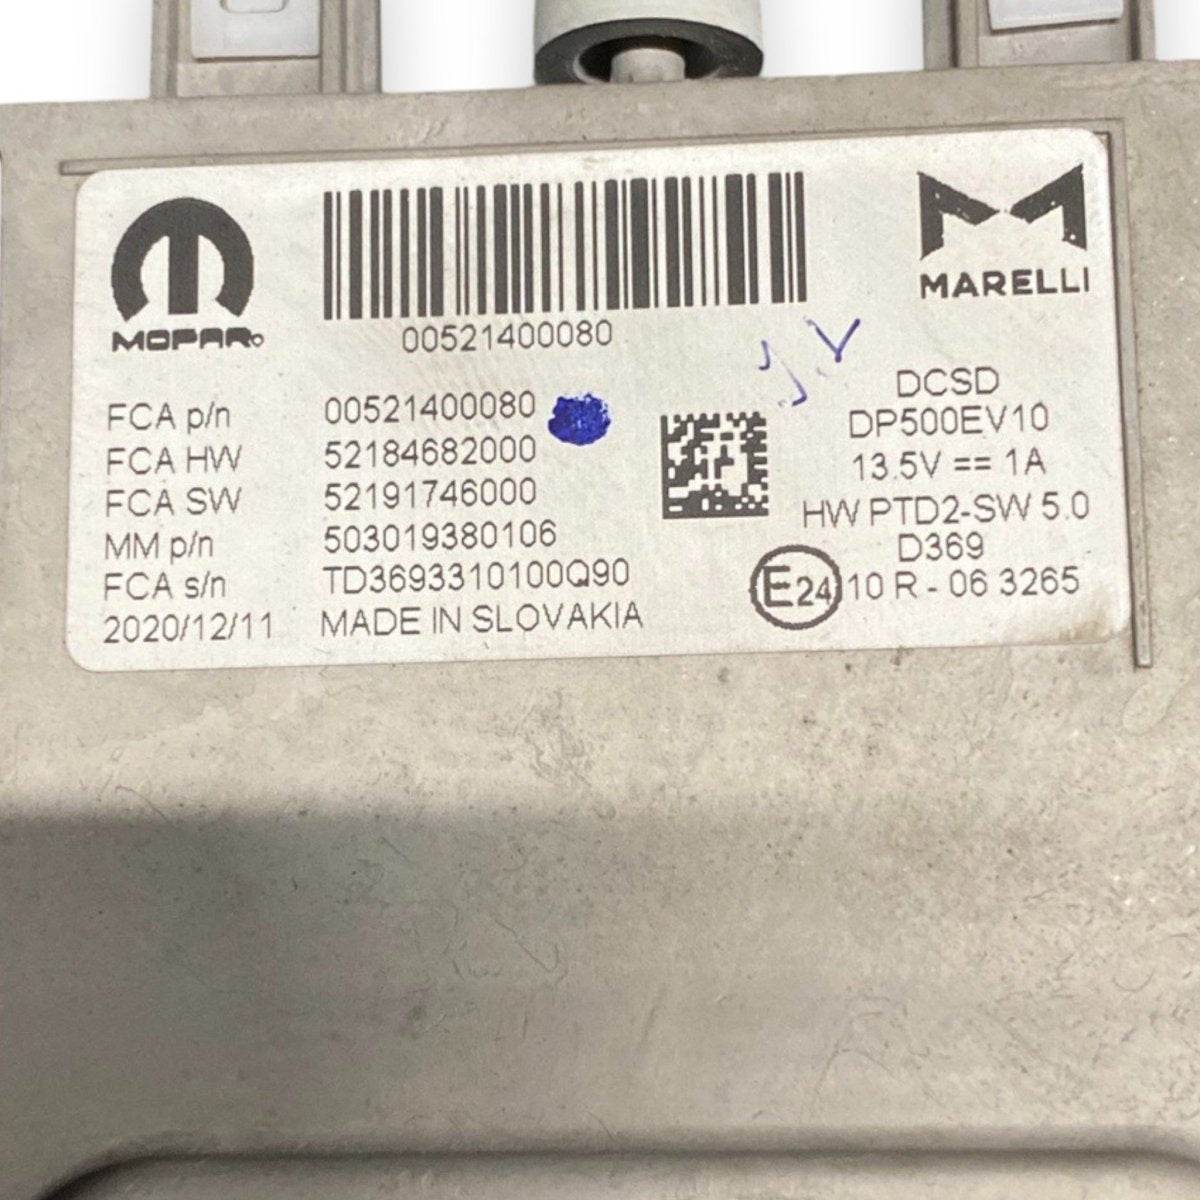 MOPAR
00521400080
MARELLI
FCA p/n 00521400080
FCA HW 52184682000
FCA SW 52191746000
MM p/n 503019380106
FCA s/n TD3693310100Q90
2020/12/11 MADE IN SLOVAKIA
DCSD
DP500EV10
13.5V == 1A
HW PTD2-SW 5.0
D369
E24 10 R - 06 3265